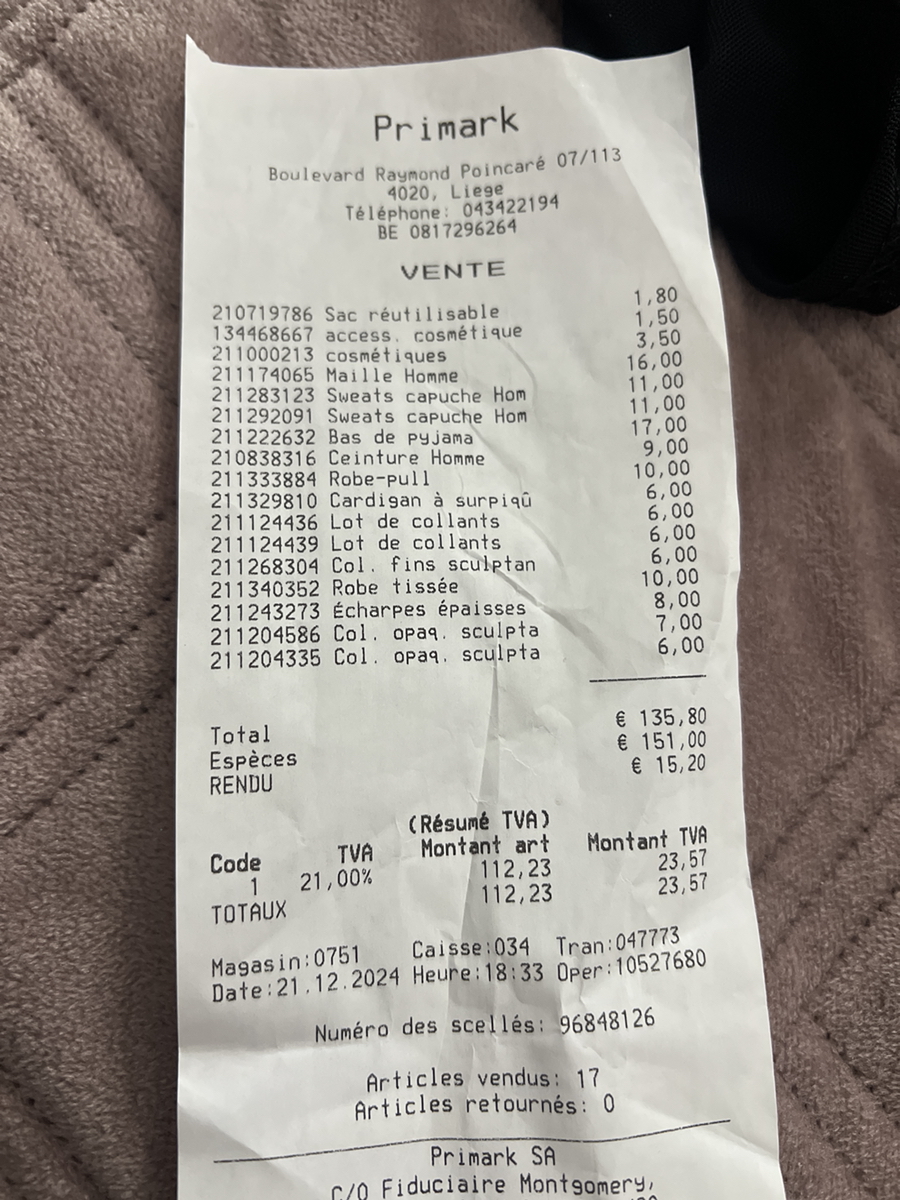 Primark
Boulevard Raymond Poincaré 07/113
4020, Liege
Téléphone: 043422194
BE 0817296264
VENTE
210719786 Sac réutilisable 1,80
134468667 access. cosmétique 1,50
211000213 cosmétiques 3,50
211174065 Maille Homme 16,00
211283123 Sweats capuche Hom 11,00
211292091 Sweats capuche Hom 11,00
211222632 Bas de pyjama 17,00
210838316 Ceinture Homme 9,00
211333884 Robe-pull 10,00
211329810 Cardigan à surpiqû 6,00
211124436 Lot de collants 6,00
211124439 Lot de collants 6,00
211268304 Col. fins sculptan 6,00
211340352 Robe tissée 10,00
211243273 Écharpes épaisses 8,00
211204586 Col. opaq. sculpta 7,00
211204335 Col. opaq. sculpta 6,00
Total € 135,80
Espèces € 151,00
RENDU € 15,20
(Résumé TVA)
Code TVA Montant art Montant TVA
1 21,00% 112,23 23,57
TOTAUX 112,23 23,57
Magasin:0751 Caisse:034 Tran:047773
Date:21.12.2024 Heure:18:33 Oper:10527680
Numéro des scellés: 96848126
Articles vendus: 17
Articles retournés: 0
Primark SA
C/O Fiduciaire Montgomery,